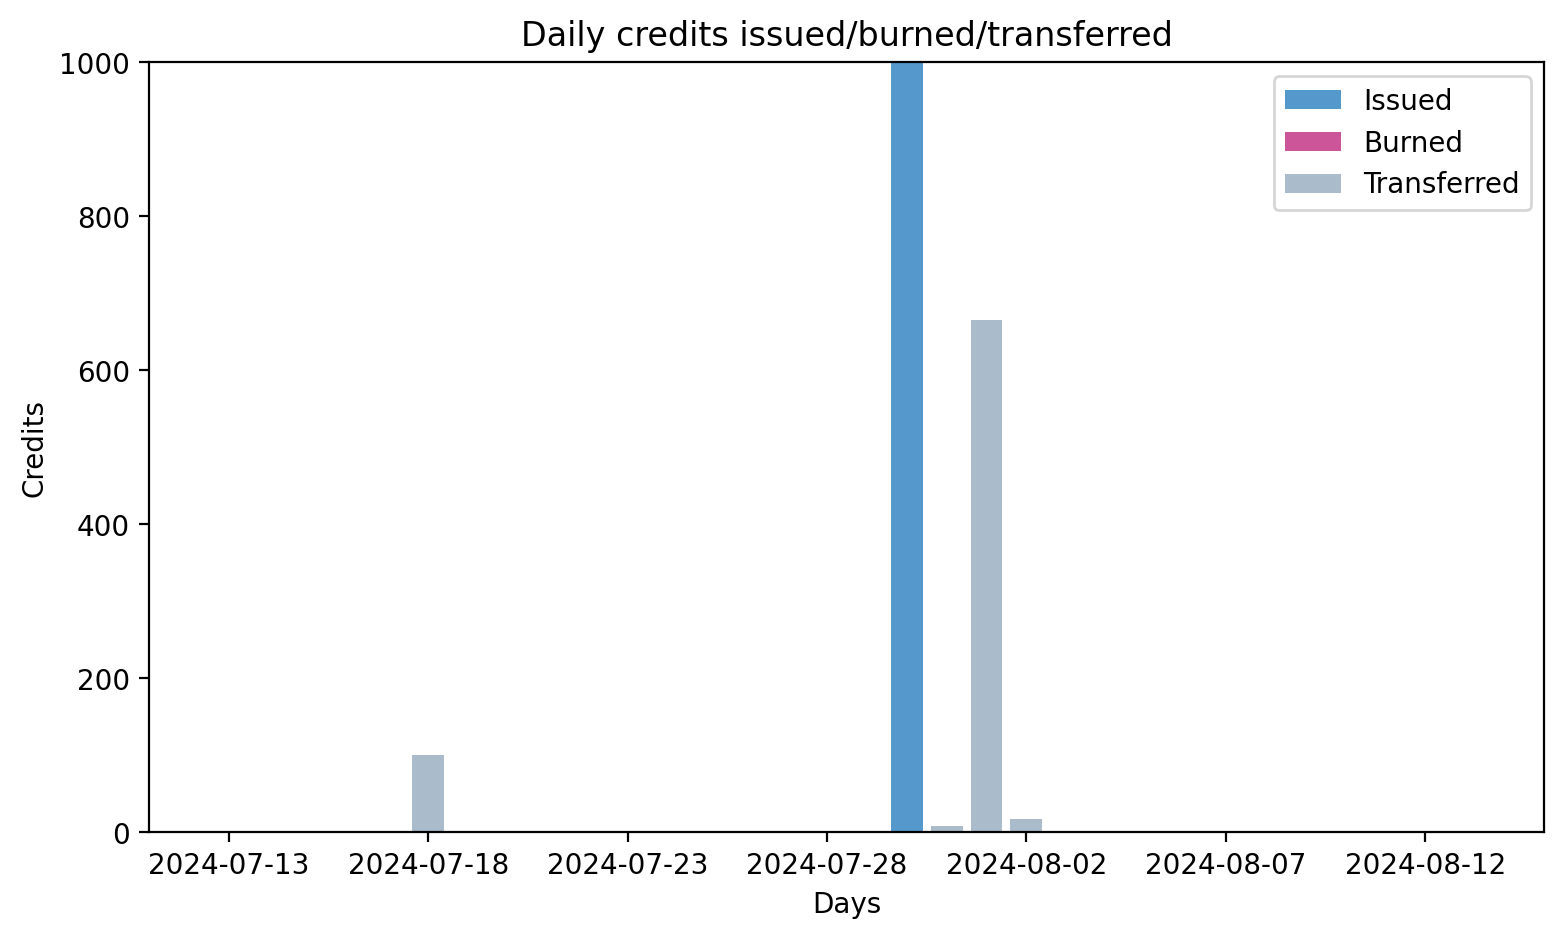 Daily credits issued/burned/transferred
1000
800
600
400
200
0
Credits
Issued
Burned
Transferred
2024-07-13 2024-07-18 2024-07-23 2024-07-28 2024-08-02 2024-08-07 2024-08-12
Days